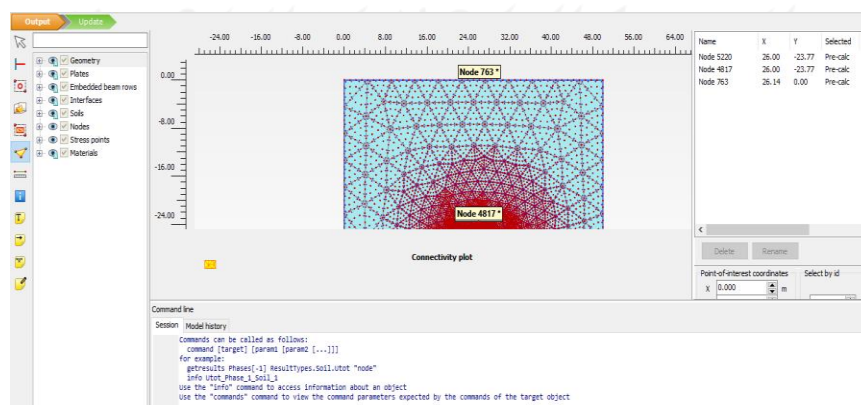 Output Update
-24.00 -16.00 -8.00 0.00 8.00 16.00 24.00 32.00 40.00 48.00 56.00 64.00
Name X Y Selected
Node 5220 26.00 -23.77 Pre-calc
Node 4817 26.00 -23.77 Pre-calc
Node 763 26.14 0.00 Pre-calc
Geometry
Plates
Embedded beam rows
Interfaces
Soils
Nodes
Stress points
Materials
0.00
-8.00
-16.00
-24.00
Node 763 *
Node 4817 *
Connectivity plot
Delete Rename
Point-of-interest coordinates Select by id
X 0.000 m
Command line
Session Model history
Commands can be called as follows:
command [target] [param1 [param2 [...]]]
for example:
getresults Phases[-1] ResultTypes.Soil.Utot "node"
info Utot_Phase_1_Soil_1
Use the "info" command to access information about an object
Use the "commands" command to view the command parameters expected by the commands of the target object